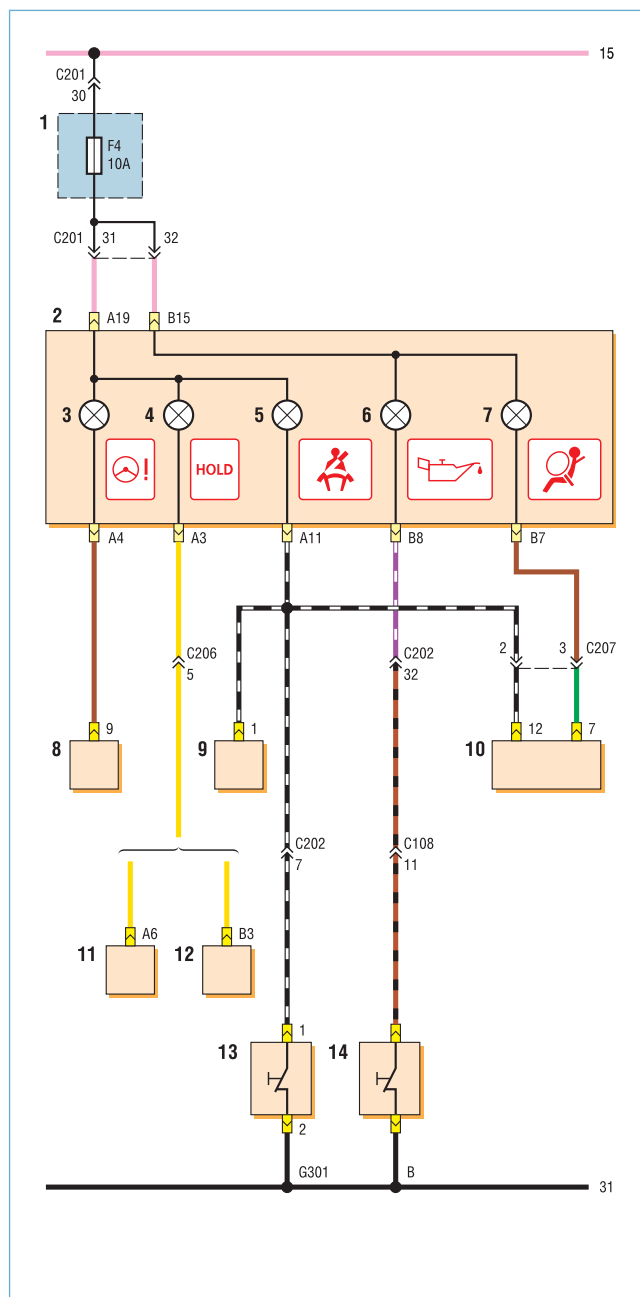 15
C201
30
1
F4
10A
C201 31 32
2 A19 B15
3 4 5 6 7
! HOLD
A4 A3 A11 B8 B7
C206
5
C202
32
2 3 C207
8 9
9 1
10 12 7
C202
7
C108
11
11 A6
12 B3
13 1
14
2
G301 B
31